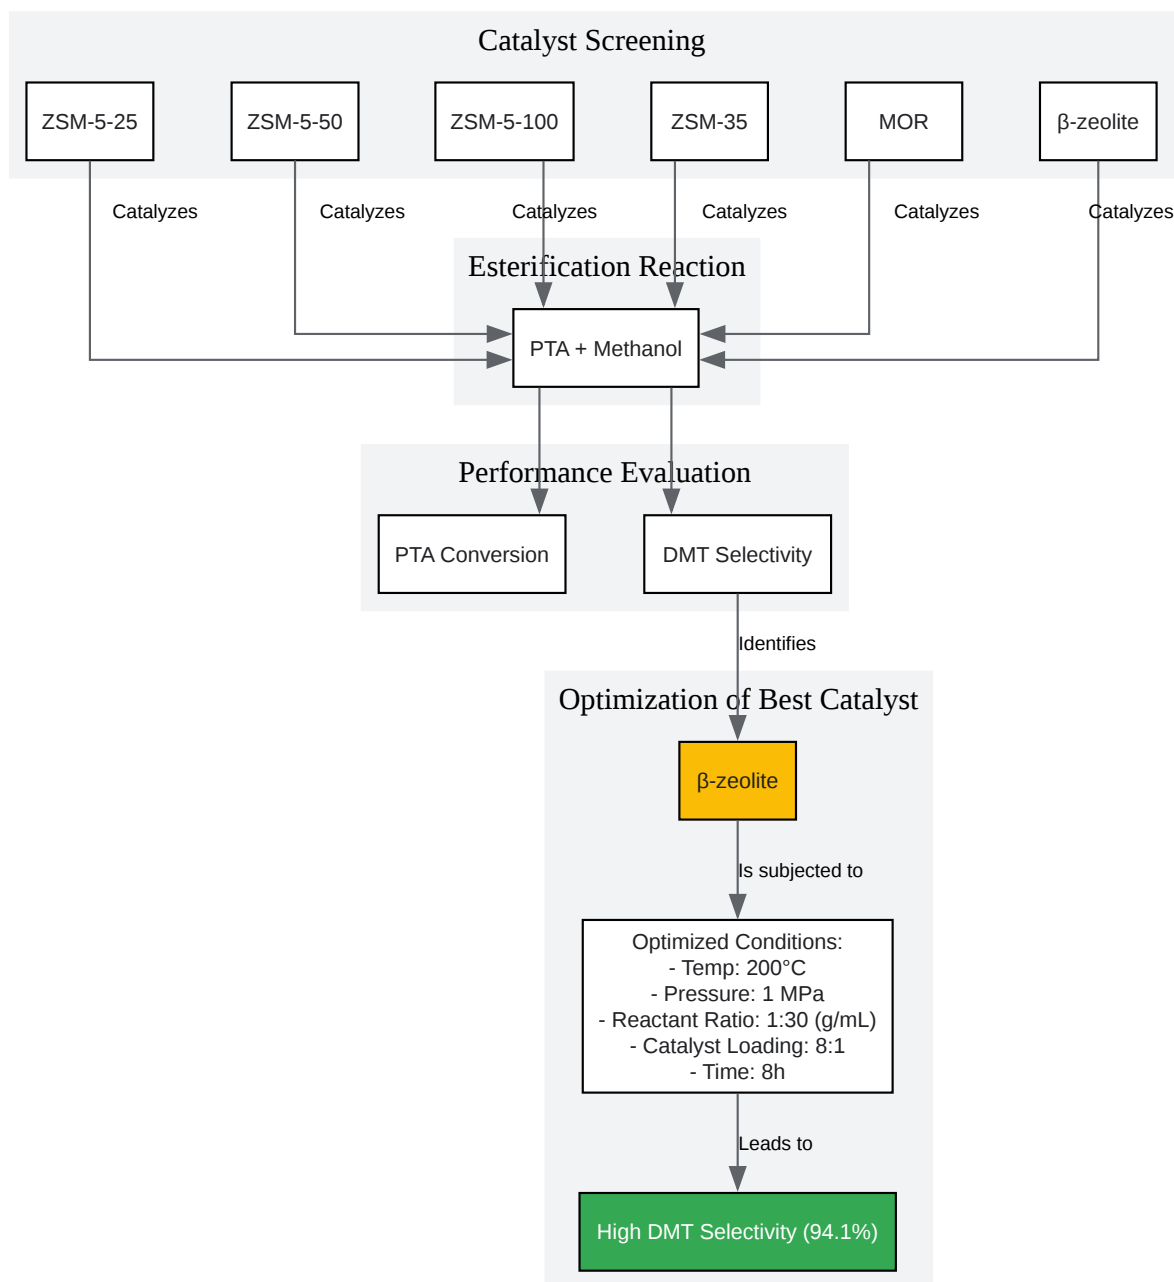 Catalyst Screening
ZSM-5-25
ZSM-5-50
ZSM-5-100
ZSM-35
MOR
β-zeolite
Catalyzes
Catalyzes
Catalyzes
Catalyzes
Catalyzes
Catalyzes
Esterification Reaction
PTA + Methanol
Performance Evaluation
PTA Conversion
DMT Selectivity
Identifies
Optimization of Best Catalyst
β-zeolite
Is subjected to
Optimized Conditions:
- Temp: 200°C
- Pressure: 1 MPa
- Reactant Ratio: 1:30 (g/mL)
- Catalyst Loading: 8:1
- Time: 8h
Leads to
High DMT Selectivity (94.1%)